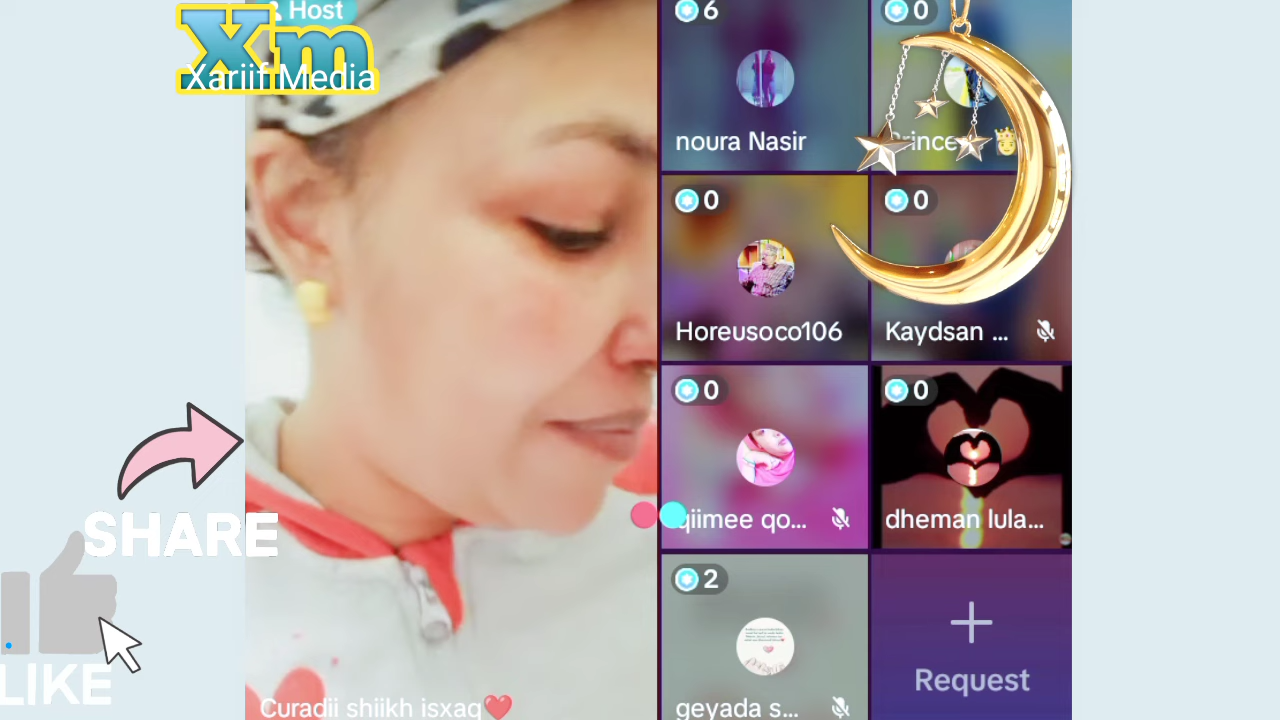 Host
Xm
Xariif Media
6
noura Nasir
0
0
Horeusoco106
0
Kaydsan ...
0
qiimee qo...
0
dheman lula...
SHARE
LIKE
2
geyada s...
Request
Curadii shiikh isxaq❤️